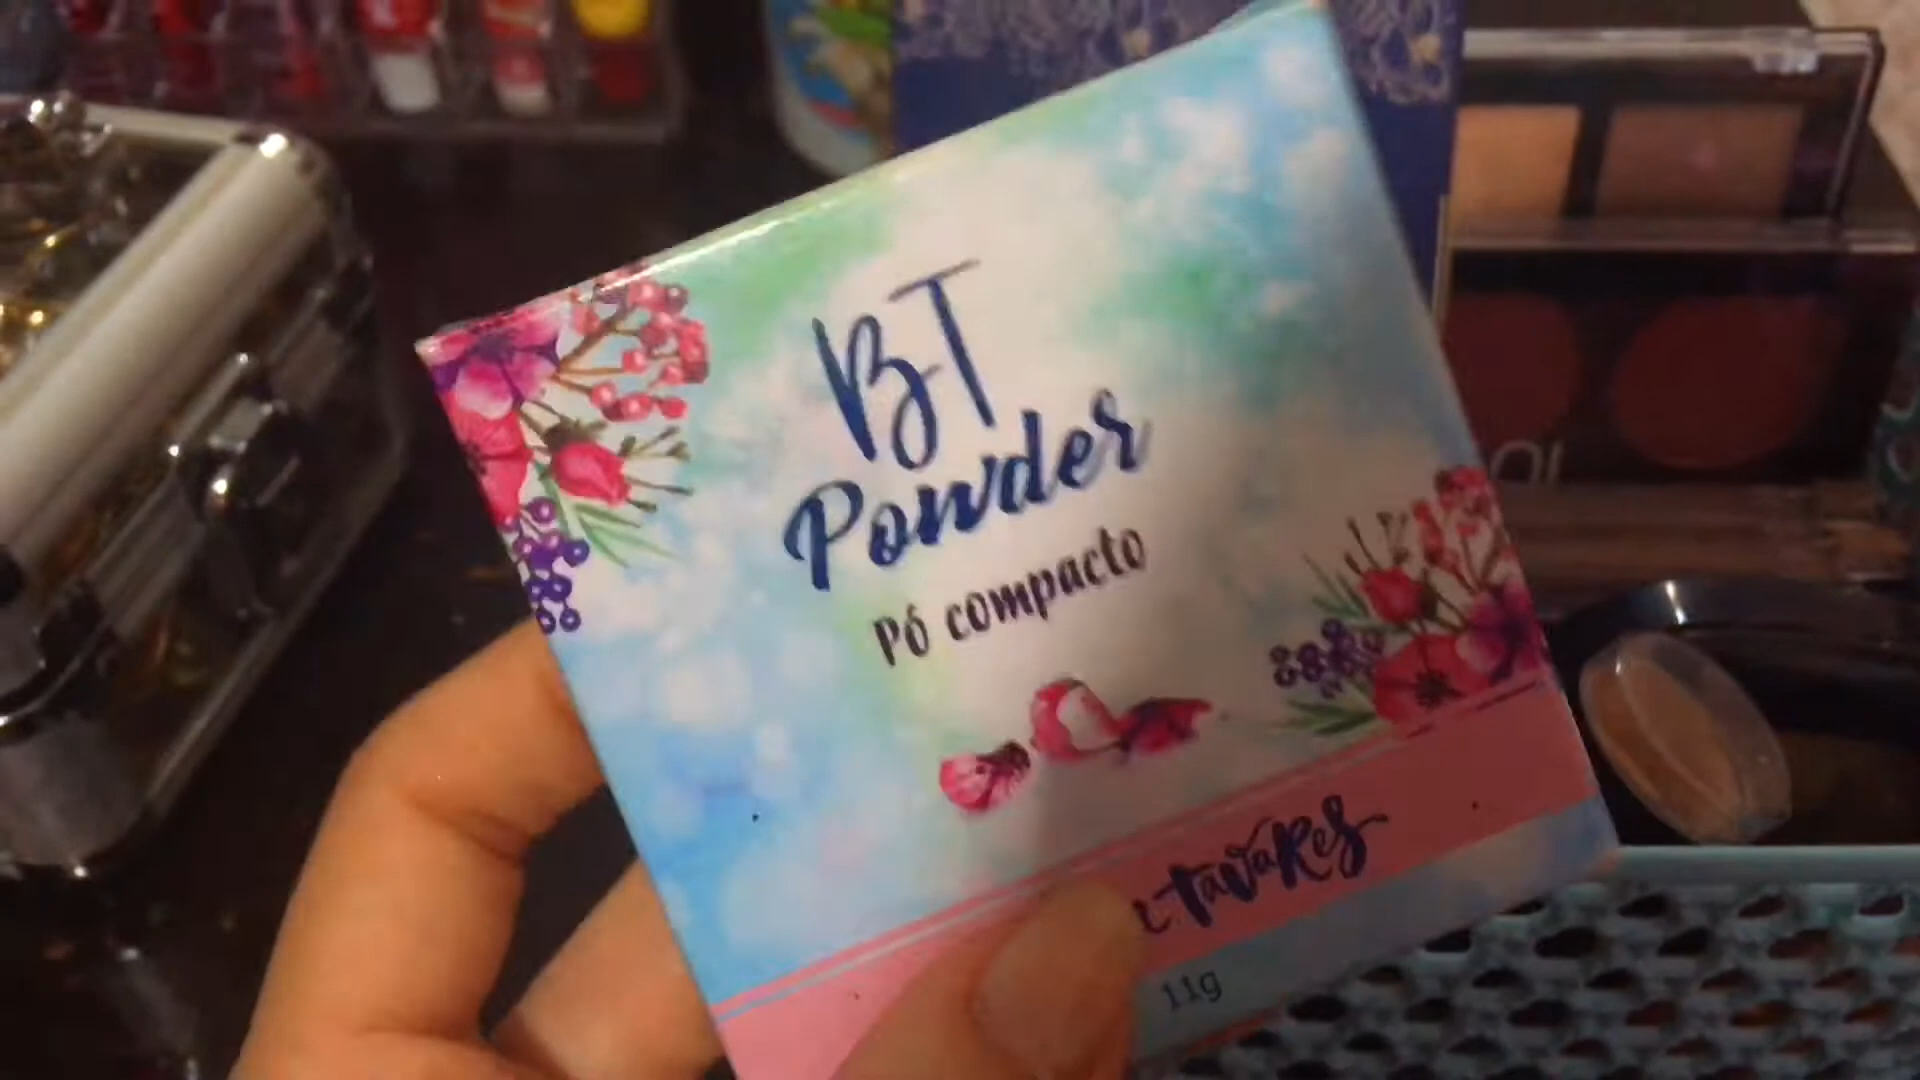 BT
Powder
Pó compacto
Tavares
11g